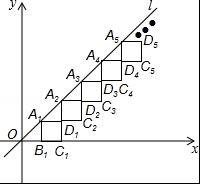 y
l
A₅
A₄ D₅
A₃ D₄ C₅
A₂ D₃ C₄
A₁ D₂ C₃
O D₁ C₂
B₁ C₁ x